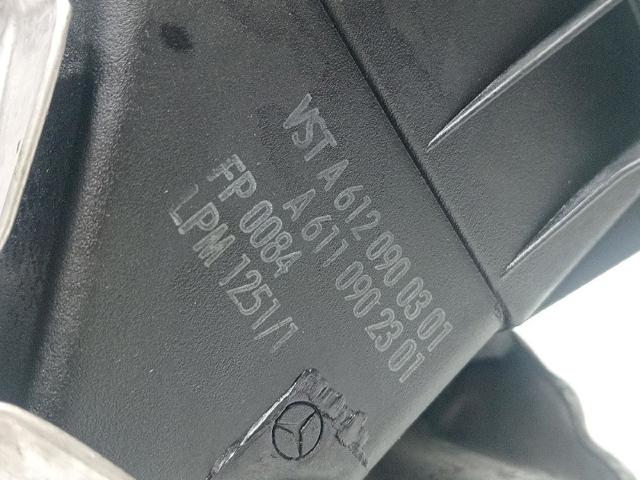 VST A 612 090 03 01
A 611 090 23 01
FP 0084
LPM 1251/1